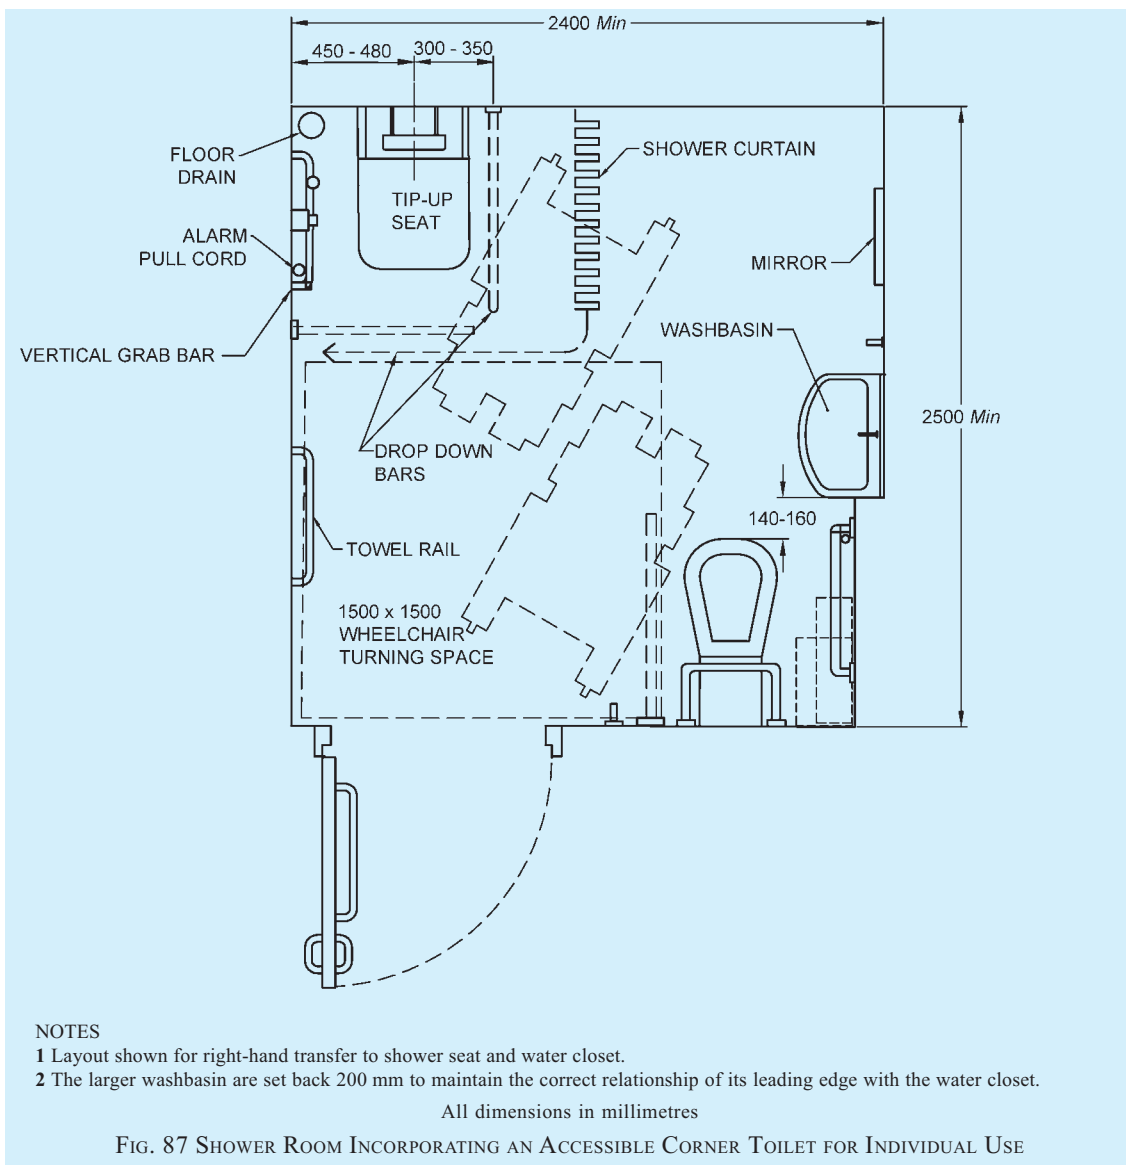 2400 Min
450 - 480
300 - 350
FLOOR
DRAIN
SHOWER CURTAIN
TIP-UP
SEAT
ALARM
PULL CORD
MIRROR
WASHBASIN
VERTICAL GRAB BAR
2500 Min
DROP DOWN
BARS
140-160
TOWEL RAIL
1500 x 1500
WHEELCHAIR
TURNING SPACE
NOTES
1 Layout shown for right-hand transfer to shower seat and water closet.
2 The larger washbasin are set back 200 mm to maintain the correct relationship of its leading edge with the water closet.
All dimensions in millimetres
FIG. 87 SHOWER ROOM INCORPORATING AN ACCESSIBLE CORNER TOILET FOR INDIVIDUAL USE